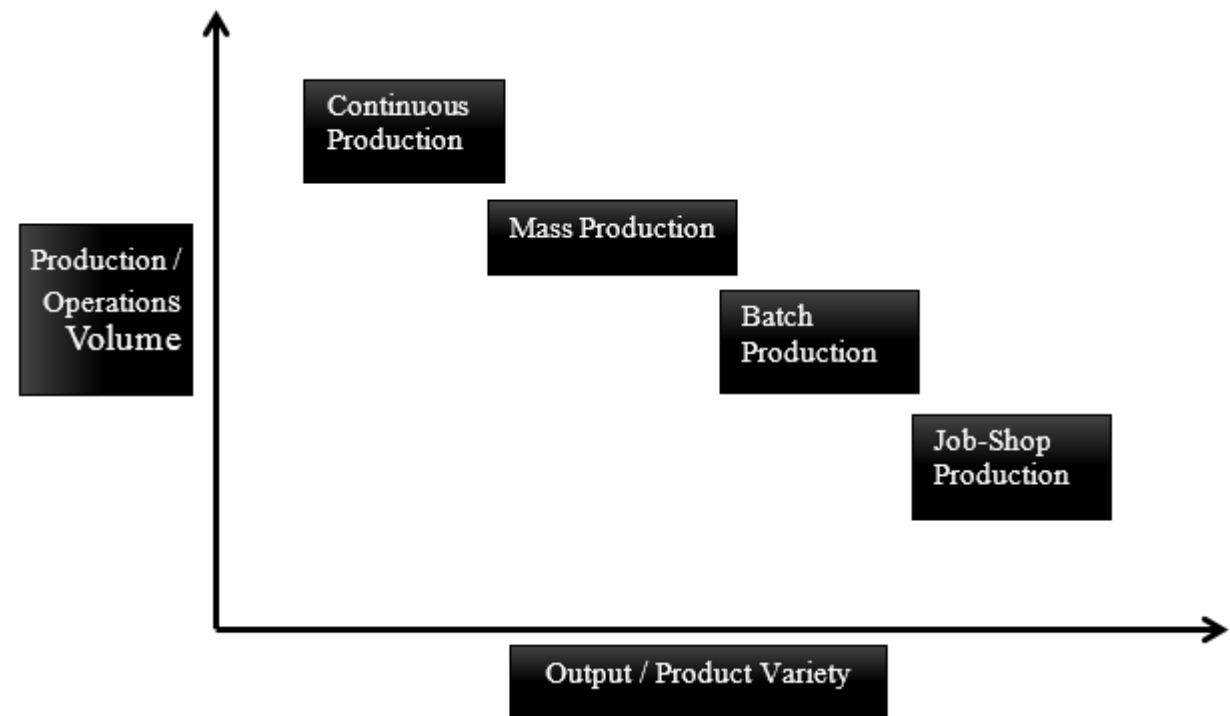 Continuous
Production
Mass Production
Production /
Operations
Volume
Batch
Production
Job-Shop
Production
Output / Product Variety